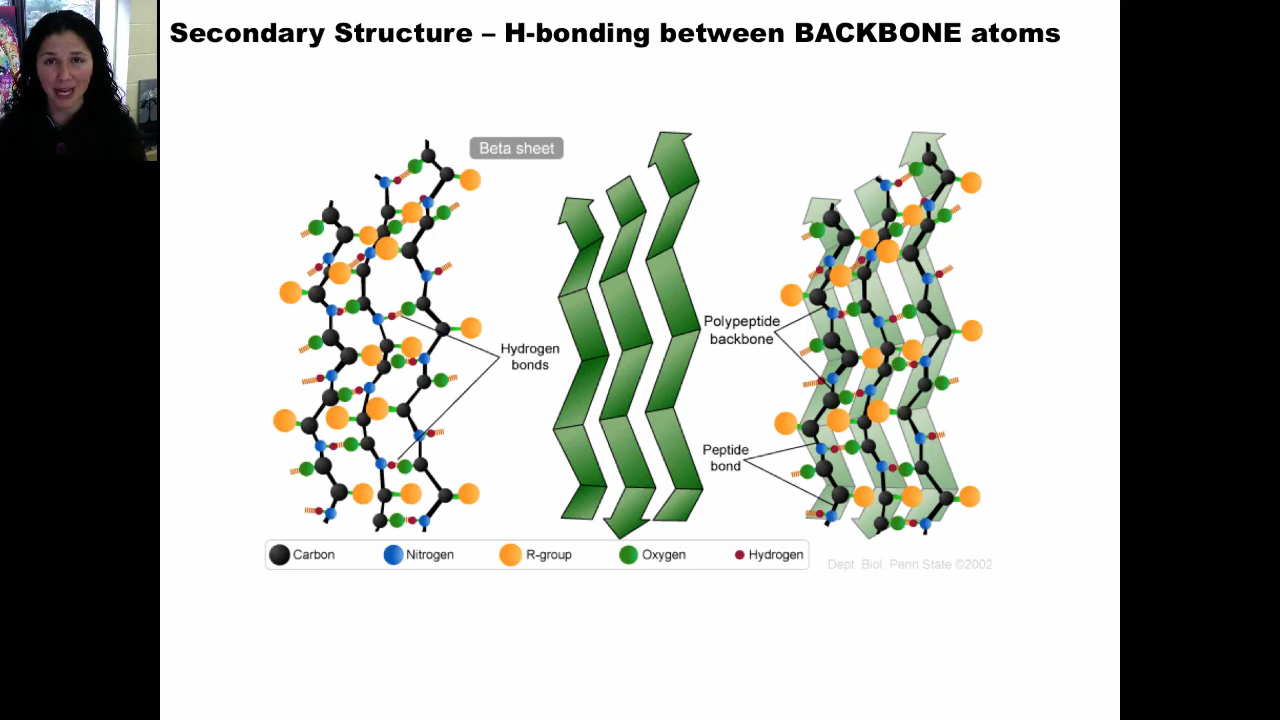 Secondary Structure – H-bonding between BACKBONE atoms
Beta sheet
Hydrogen
bonds
Polypeptide
backbone
Peptide
bond
Carbon
Nitrogen
R-group
Oxygen
Hydrogen
Dept. Biol. Penn State ©2002